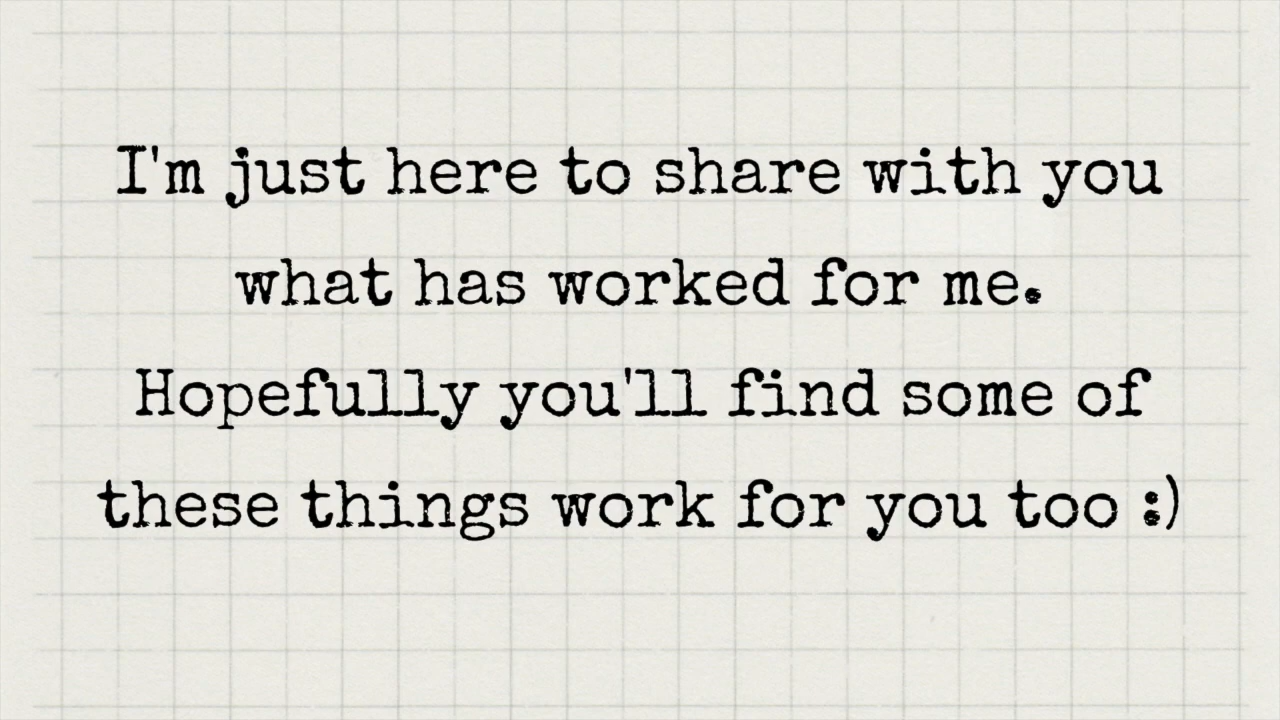 I'm just here to share with you
what has worked for me.
Hopefully you'll find some of
these things work for you too :)